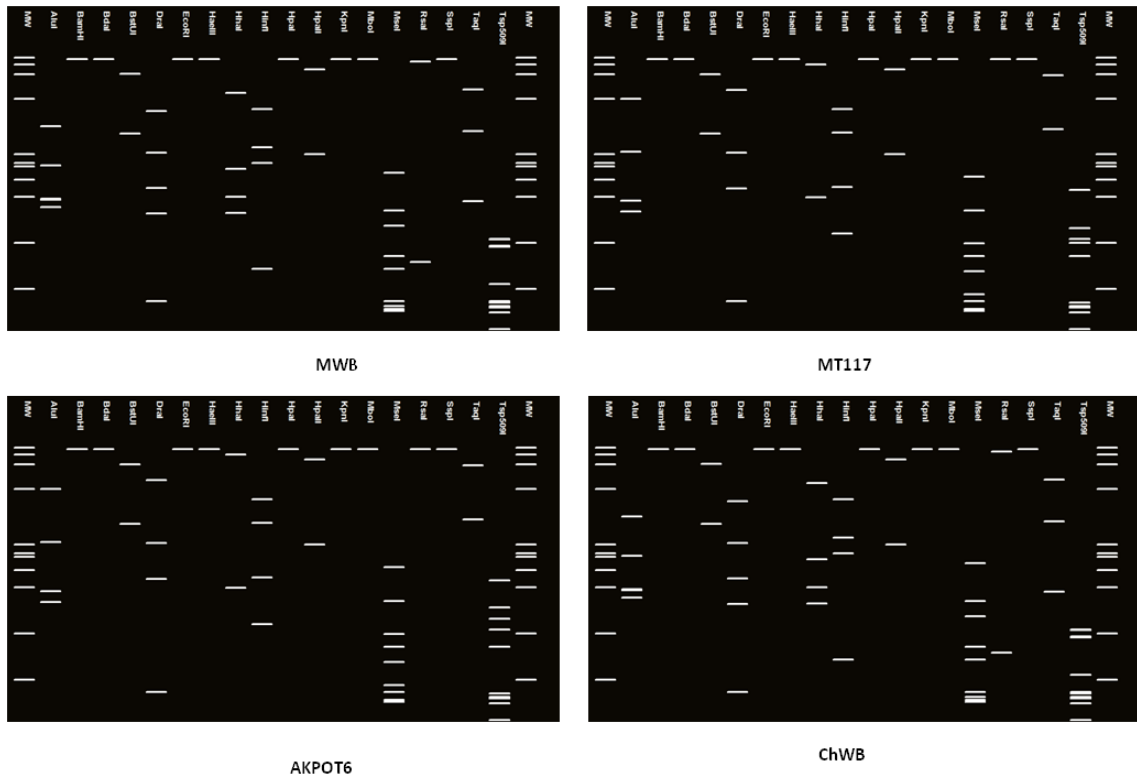 MW AluI BamHI BdaI BstUI DraI EcoRI HaeIII HhaI HinfI HpaI HpaII KpnI MboI MseI RsaI SspI TaqI Tsp509I MW
MW AluI BamHI BdaI BstUI DraI EcoRI HaeIII HhaI HinfI HpaI HpaII KpnI MboI MseI RsaI SspI TaqI Tsp509I MW
MWB
MT117
MW AluI BamHI BdaI BstUI DraI EcoRI HaeIII HhaI HinfI HpaI HpaII KpnI MboI MseI RsaI SspI TaqI Tsp509I MW
MW AluI BamHI BdaI BstUI DraI EcoRI HaeIII HhaI HinfI HpaI HpaII KpnI MboI MseI RsaI SspI TaqI Tsp509I MW
AKPOT6
ChWB